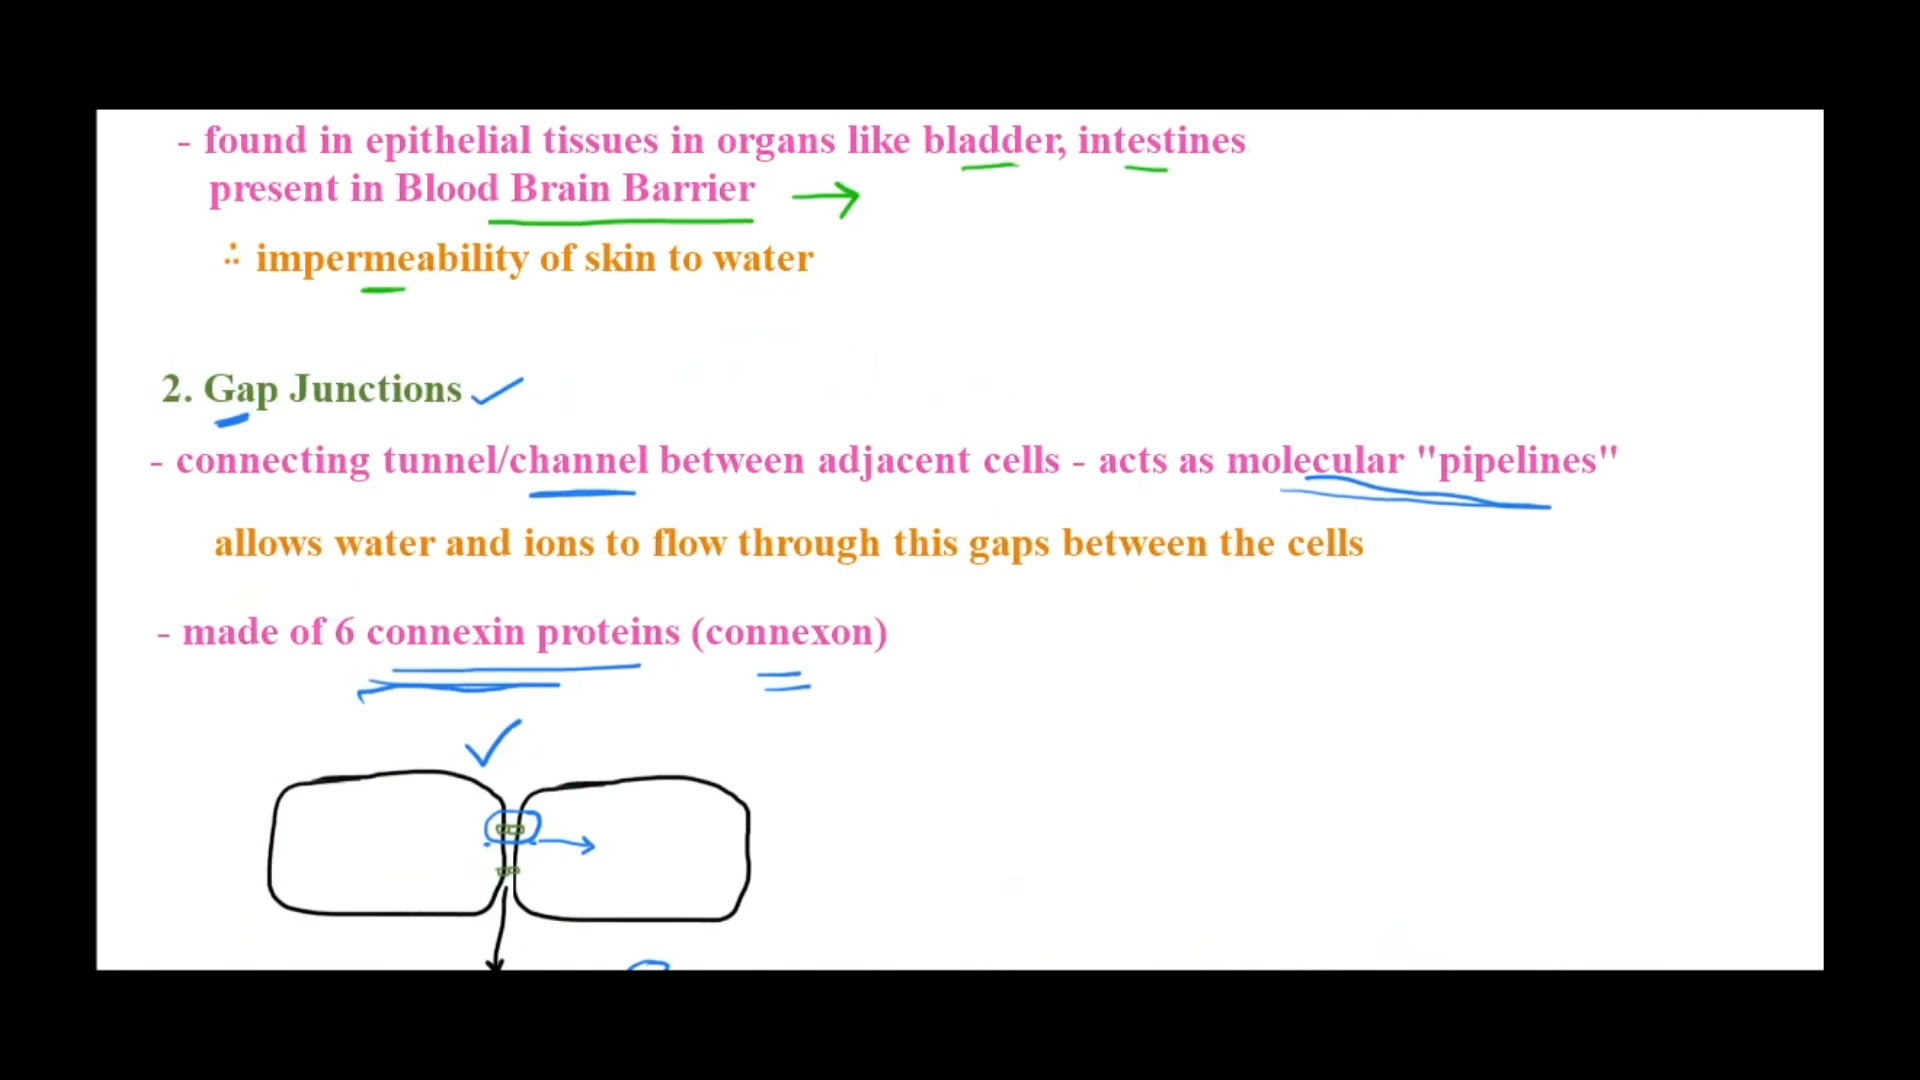 - found in epithelial tissues in organs like bladder, intestines
present in Blood Brain Barrier
∴ impermeability of skin to water
2. Gap Junctions
- connecting tunnel/channel between adjacent cells - acts as molecular "pipelines"
allows water and ions to flow through this gaps between the cells
- made of 6 connexin proteins (connexon)